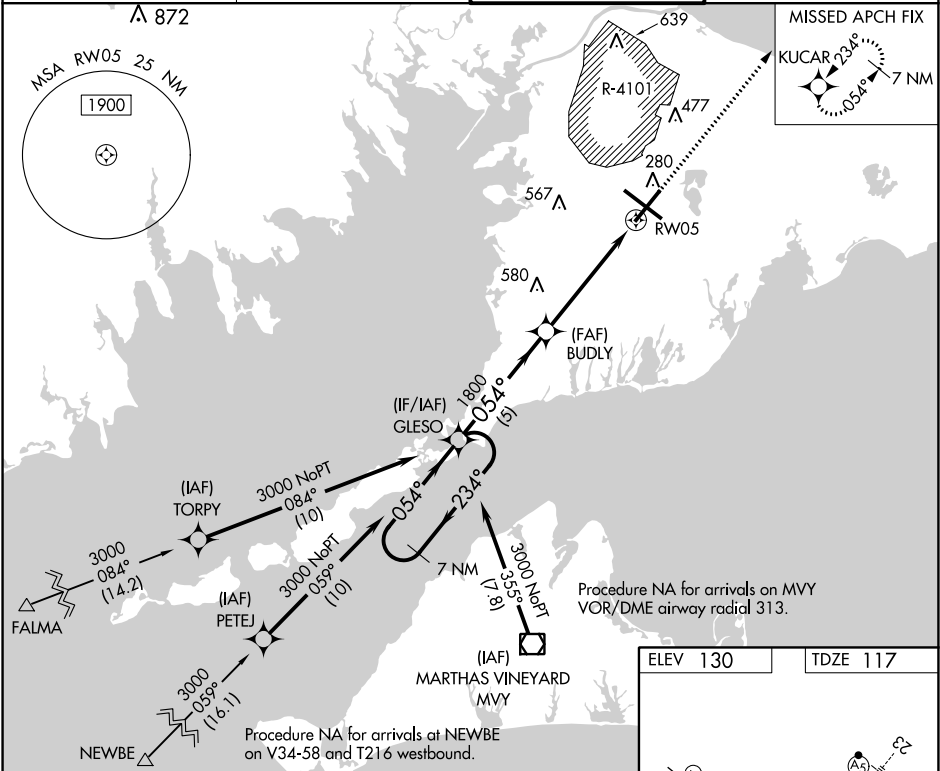 872
MSA RW05 25 NM
1900
639
R-4101
477
280
567
RW05
580
MISSED APCH FIX
KUCAR
234°
054°
7 NM
(FAF)
BUDLY
1800
054°
(5)
(IF/IAF)
GLESO
3000 NoPT
084°
(10)
(IAF)
TORPY
054°
234°
3000
084°
(14.2)
FALMA
3000 NoPT
059°
(10)
7 NM
(IAF)
PETEJ
3000 NoPT
355°
(7.8)
Procedure NA for arrivals on MVY
VOR/DME airway radial 313.
(IAF)
MARTHAS VINEYARD
MVY
3000
059°
(16.1)
NEWBE
Procedure NA for arrivals at NEWBE
on V34-58 and T216 westbound.
ELEV 130
TDZE 117
23
A5